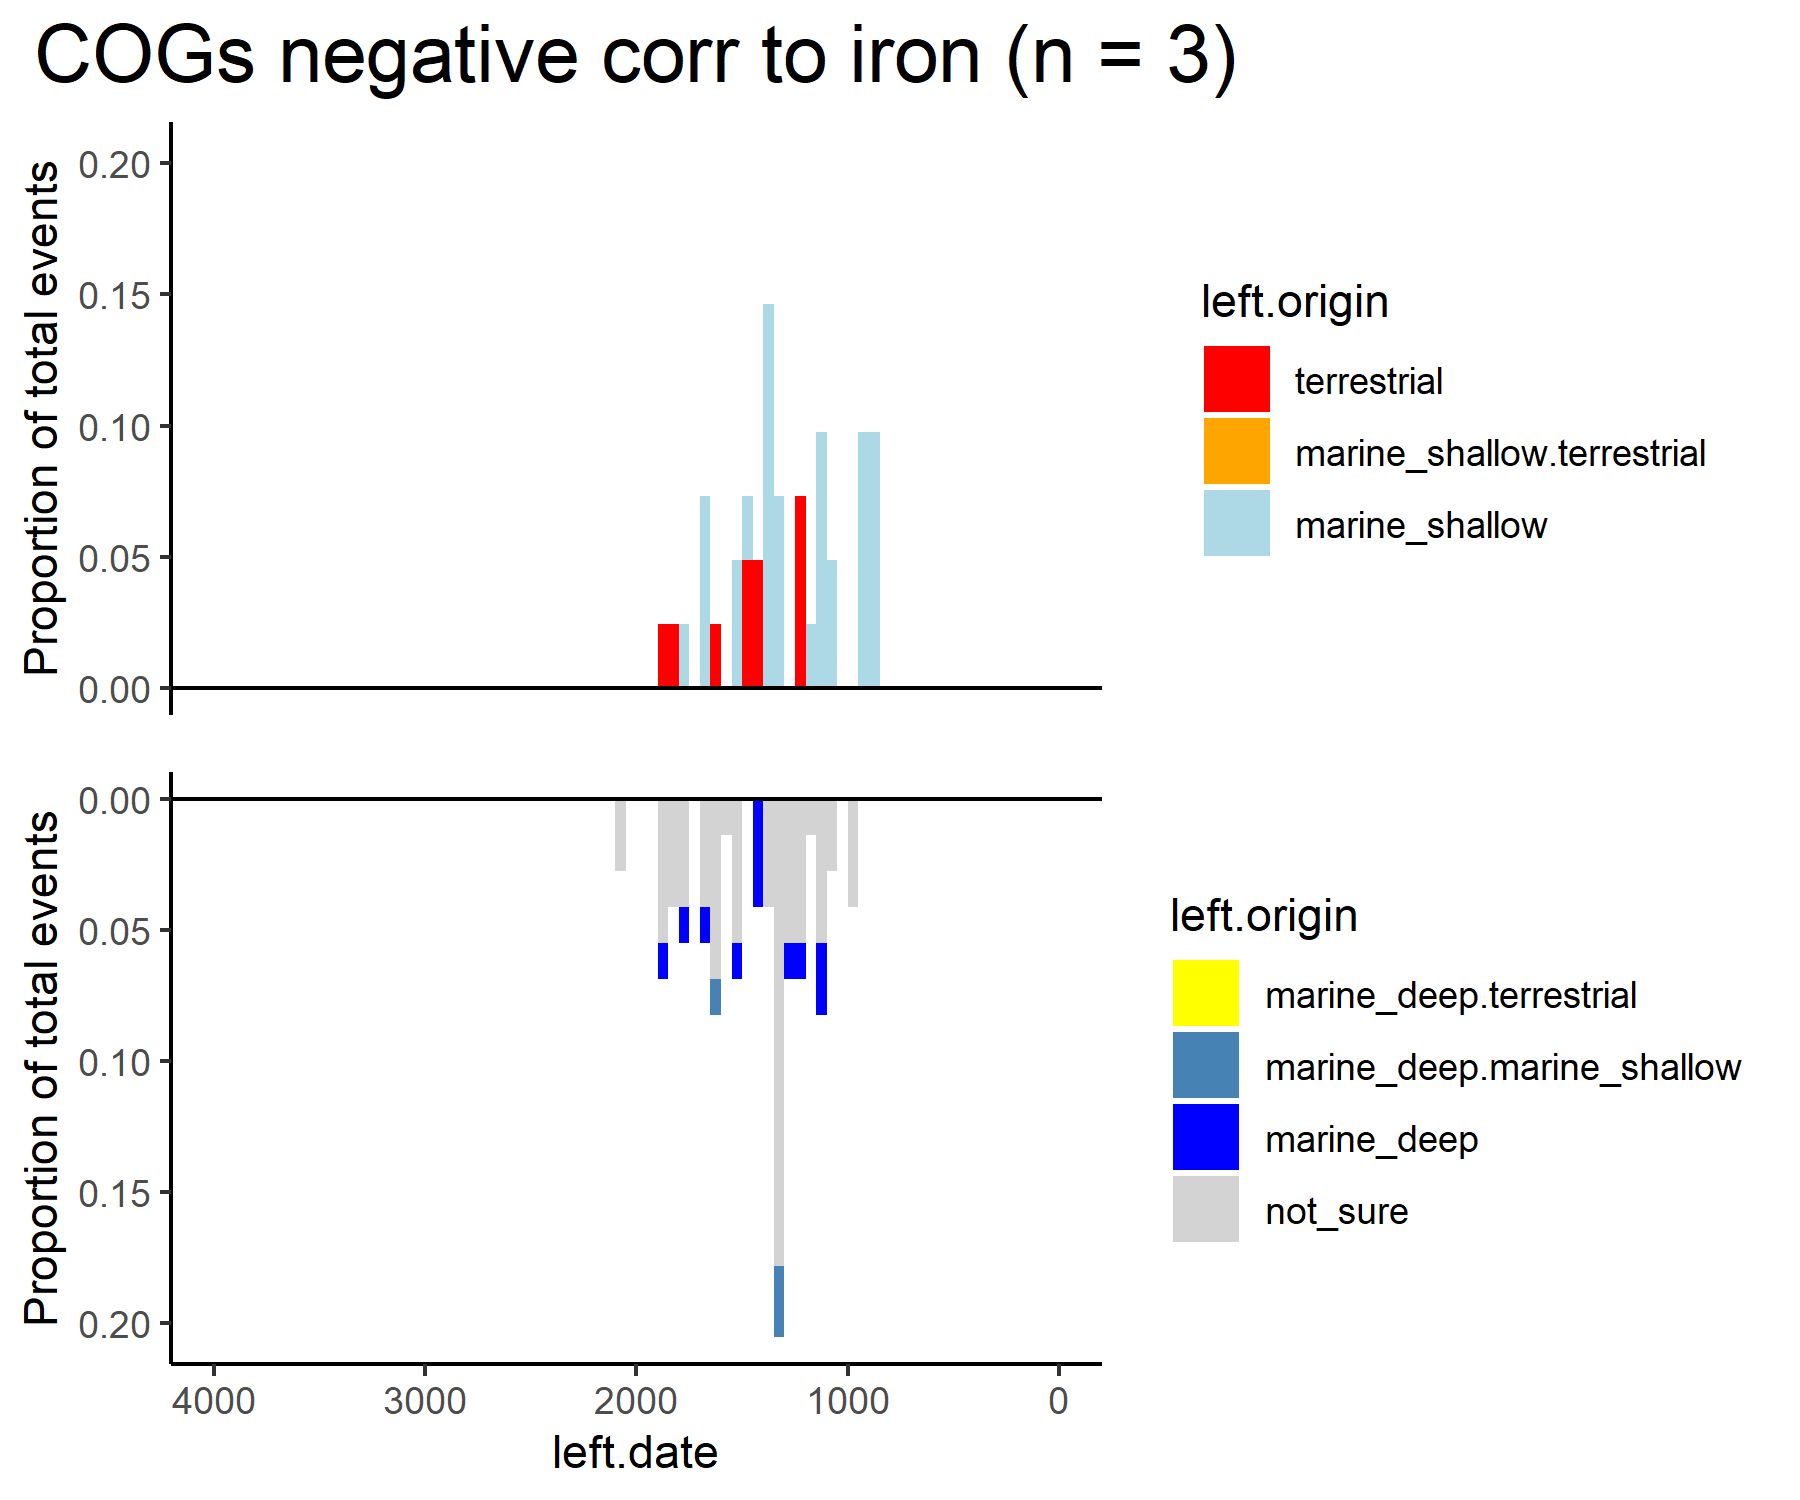 COGs negative corr to iron (n = 3)
Proportion of total events
0.20
0.15
0.10
0.05
0.00
left.origin
terrestrial
marine_shallow.terrestrial
marine_shallow
Proportion of total events
0.00
0.05
0.10
0.15
0.20
4000 3000 2000 1000 0
left.date
left.origin
marine_deep.terrestrial
marine_deep.marine_shallow
marine_deep
not_sure